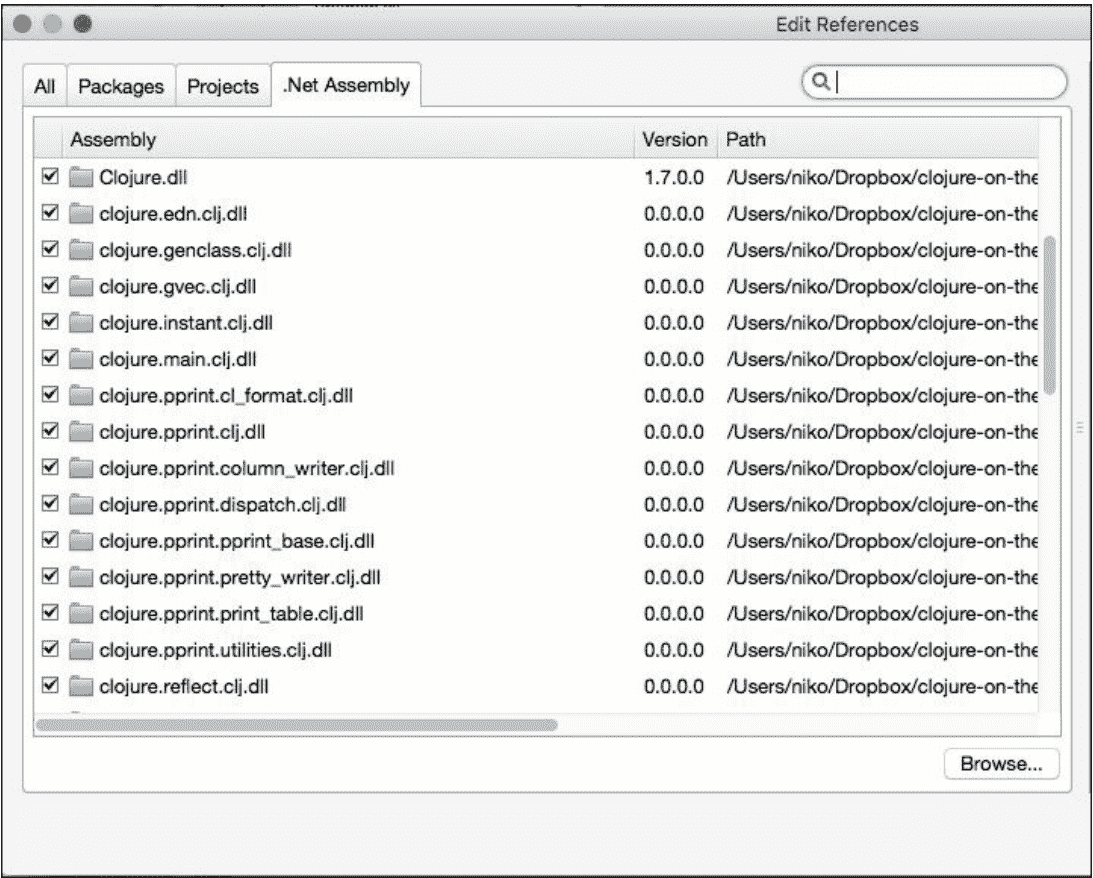 Edit References
All Packages Projects .Net Assembly
Assembly Version Path
Clojure.dll 1.7.0.0 /Users/niko/Dropbox/clojure-on-the
clojure.edn.clj.dll 0.0.0.0 /Users/niko/Dropbox/clojure-on-the
clojure.genclass.clj.dll 0.0.0.0 /Users/niko/Dropbox/clojure-on-the
clojure.gvec.clj.dll 0.0.0.0 /Users/niko/Dropbox/clojure-on-the
clojure.instant.clj.dll 0.0.0.0 /Users/niko/Dropbox/clojure-on-the
clojure.main.clj.dll 0.0.0.0 /Users/niko/Dropbox/clojure-on-the
clojure.pprint.cl_format.clj.dll 0.0.0.0 /Users/niko/Dropbox/clojure-on-the
clojure.pprint.clj.dll 0.0.0.0 /Users/niko/Dropbox/clojure-on-the
clojure.pprint.column_writer.clj.dll 0.0.0.0 /Users/niko/Dropbox/clojure-on-the
clojure.pprint.dispatch.clj.dll 0.0.0.0 /Users/niko/Dropbox/clojure-on-the
clojure.pprint.pprint_base.clj.dll 0.0.0.0 /Users/niko/Dropbox/clojure-on-the
clojure.pprint.pretty_writer.clj.dll 0.0.0.0 /Users/niko/Dropbox/clojure-on-the
clojure.pprint.print_table.clj.dll 0.0.0.0 /Users/niko/Dropbox/clojure-on-the
clojure.pprint.utilities.clj.dll 0.0.0.0 /Users/niko/Dropbox/clojure-on-the
clojure.reflect.clj.dll 0.0.0.0 /Users/niko/Dropbox/clojure-on-the
Browse...